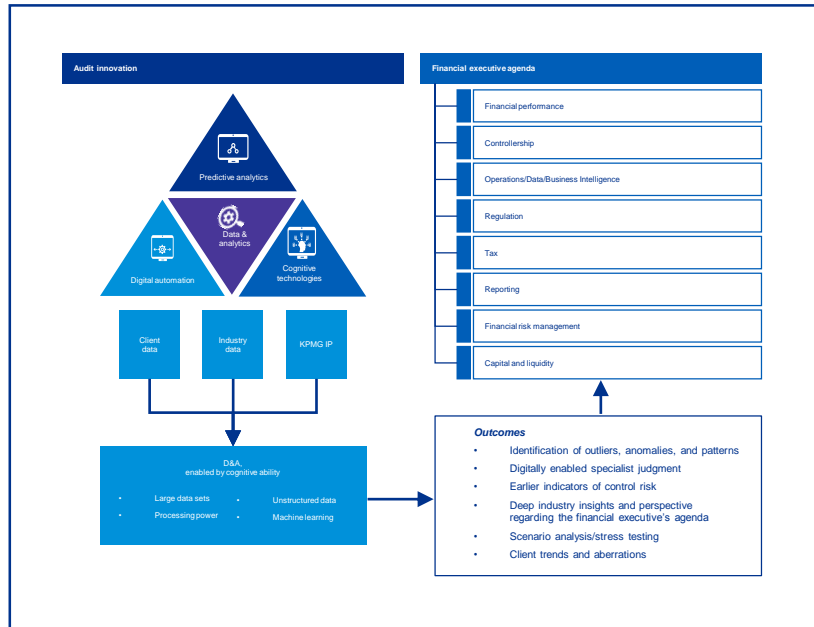 Audit innovation
Predictive analytics
Data &
analytics
Digital automation
Cognitive
technologies
Client
data
Industry
data
KPMG IP
D&A,
enabled by cognitive ability
• Large data sets
• Processing power
• Unstructured data
• Machine learning
Financial executive agenda
Financial performance
Controllership
Operations/Data/Business Intelligence
Regulation
Tax
Reporting
Financial risk management
Capital and liquidity
Outcomes
• Identification of outliers, anomalies, and patterns
• Digitally enabled specialist judgment
• Earlier indicators of control risk
• Deep industry insights and perspective
regarding the financial executive's agenda
• Scenario analysis/stress testing
• Client trends and aberrations